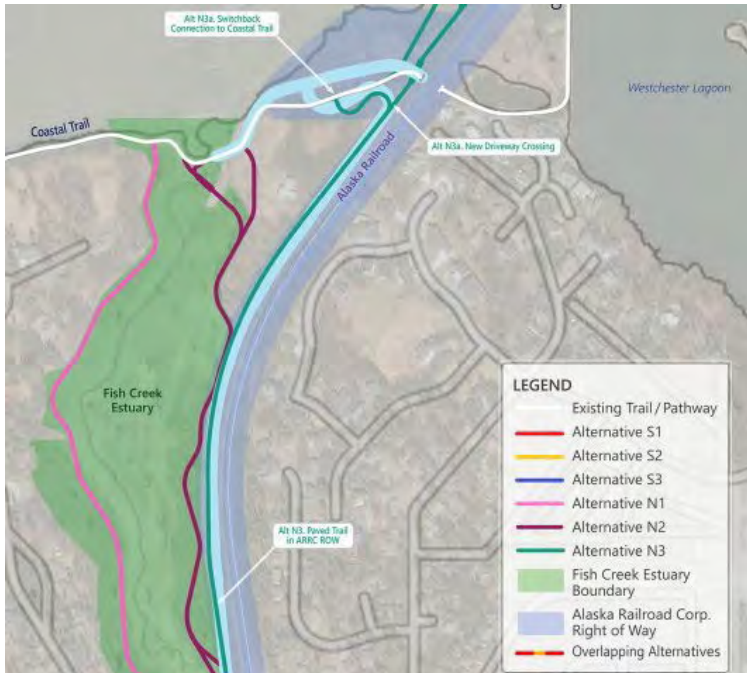 Alt N3a. Switchback
Connection to Coastal Trail
Westchester Lagoon
Coastal Trail
Alt N3a. New Driveway Crossing
Alaska Railroad
Fish Creek
Estuary
Alt N3. Paved Trail
in ARRC ROW
LEGEND
Existing Trail / Pathway
Alternative S1
Alternative S2
Alternative S3
Alternative N1
Alternative N2
Alternative N3
Fish Creek Estuary
Boundary
Alaska Railroad Corp.
Right of Way
Overlapping Alternatives